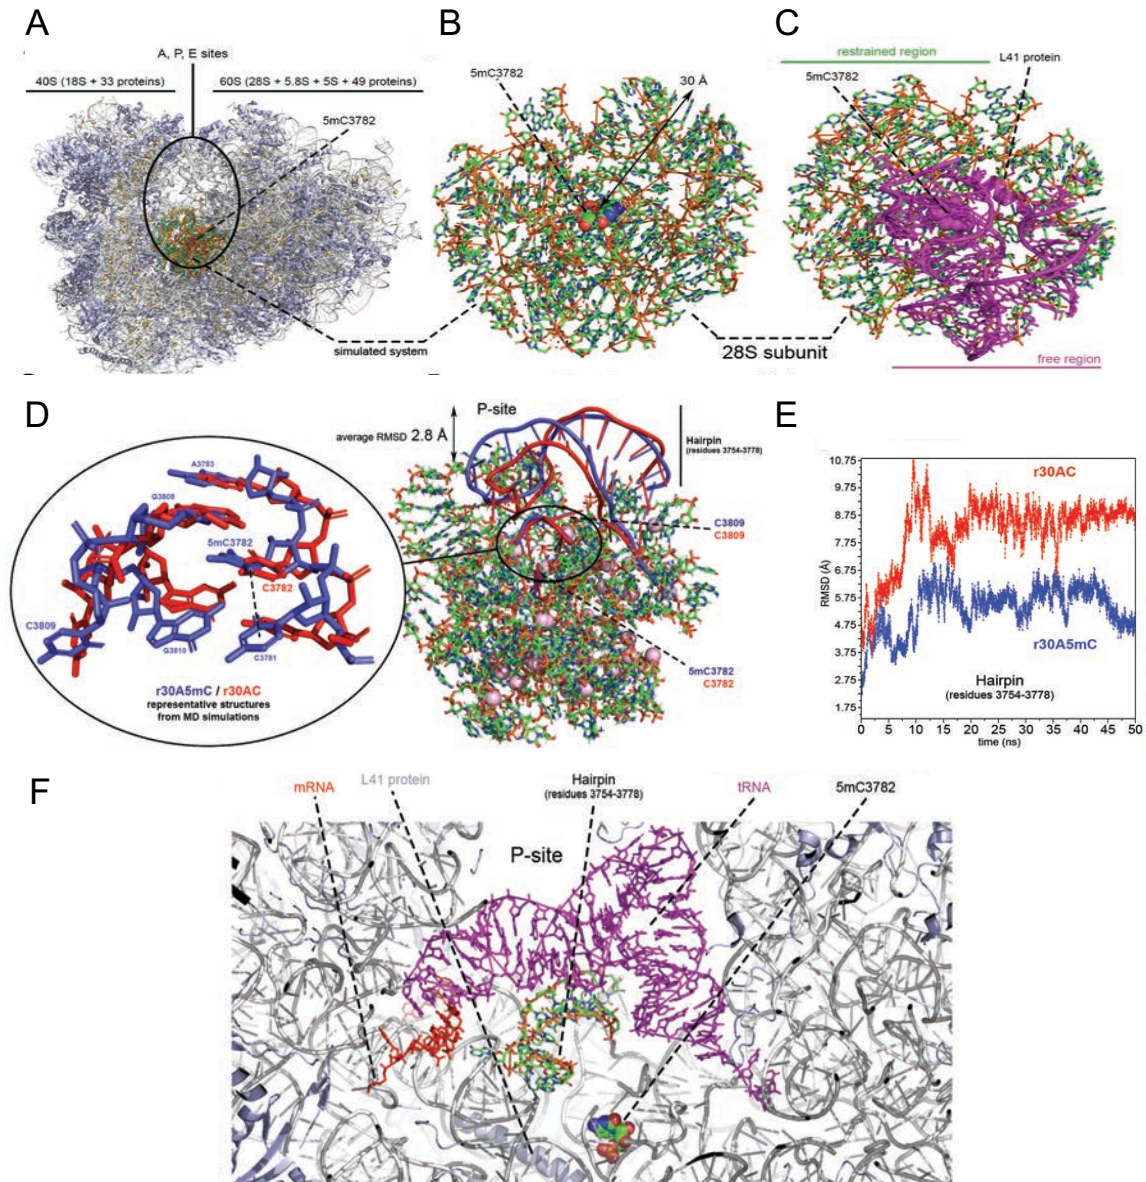 A
B
C
A, P, E sites
40S (18S + 33 proteins)
60S (28S + 5.8S + 5S + 49 proteins)
5mC3782
simulated system
5mC3782
30 Å
28S subunit
restrained region
5mC3782
L41 protein
free region
D
P-site
average RMSD 2.8 Å
Hairpin
(residues 3754-3778)
A3783
G3808
5mC3782
C3782
C3809
G3810
C3781
r30A5mC / r30AC
representative structures
from MD simulations
C3809
C3809
5mC3782
C3782
E
10.75
9.75
8.75
7.75
6.75
5.75
4.75
3.75
2.75
1.75
RMSD (Å)
r30AC
r30A5mC
Hairpin
(residues 3754-3778)
0 5 10 15 20 25 30 35 40 45 50
time (ns)
F
mRNA
L41 protein
Hairpin
(residues 3754-3778)
tRNA
5mC3782
P-site